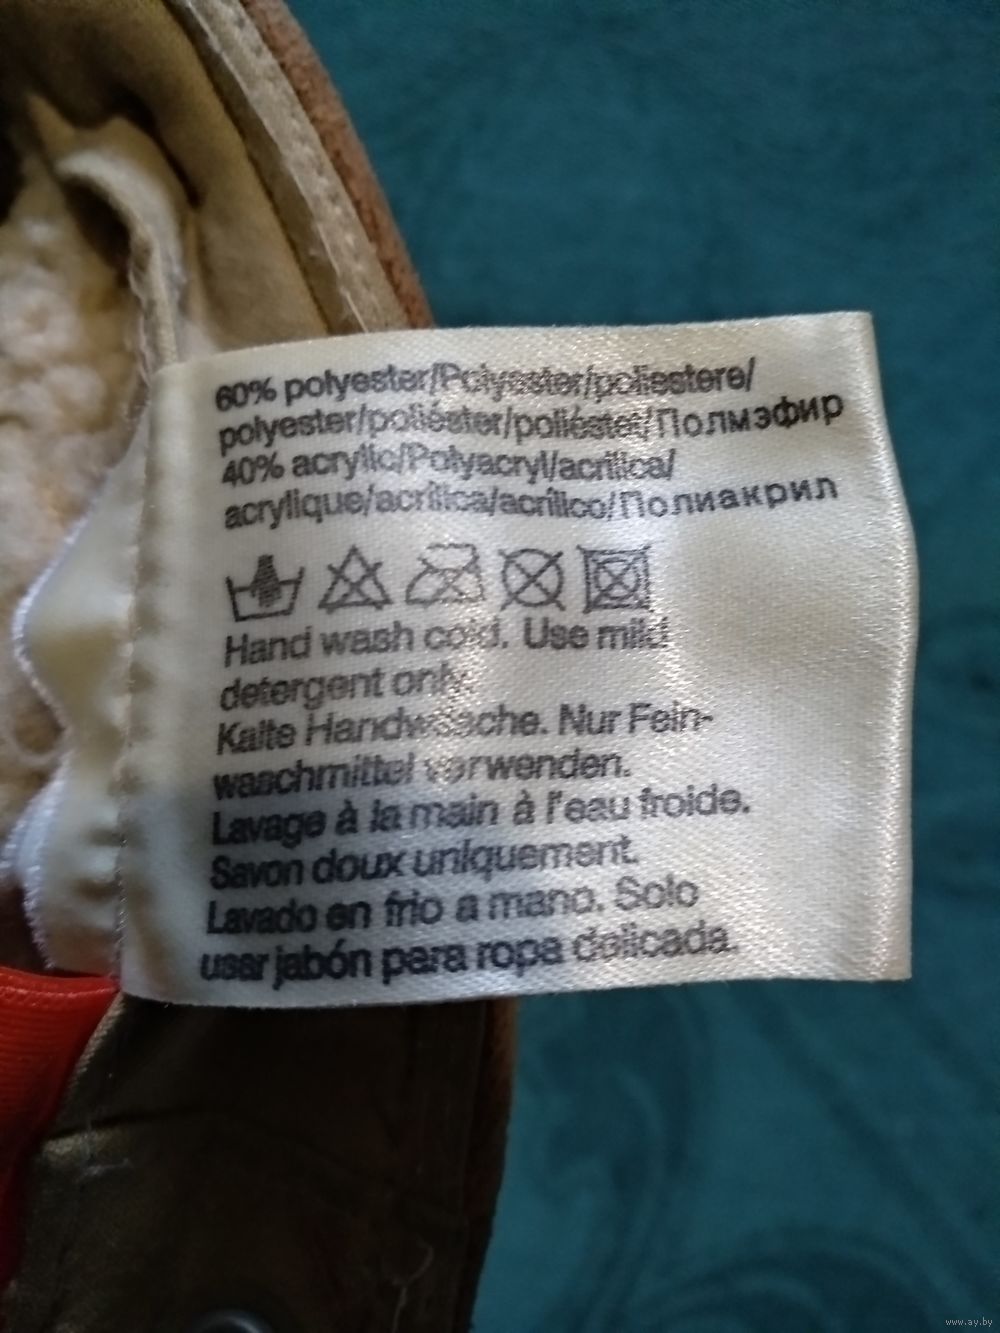 60% polyester/Polyester/poliestere/
polyester/poliéster/poliéster/Полмэфир
40% acrylic/Polyacryl/acrilica/
acrylique/acrílica/acrílico/Полиакрил
Hand wash cold. Use mild
detergent only.
Kalte Handwäsche. Nur Fein-
waschmittel verwenden.
Lavage à la main à l'eau froide.
Savon doux uniquement.
Lavado en frio a mano. Solo
usar jabón para ropa delicada.
www.ay.by